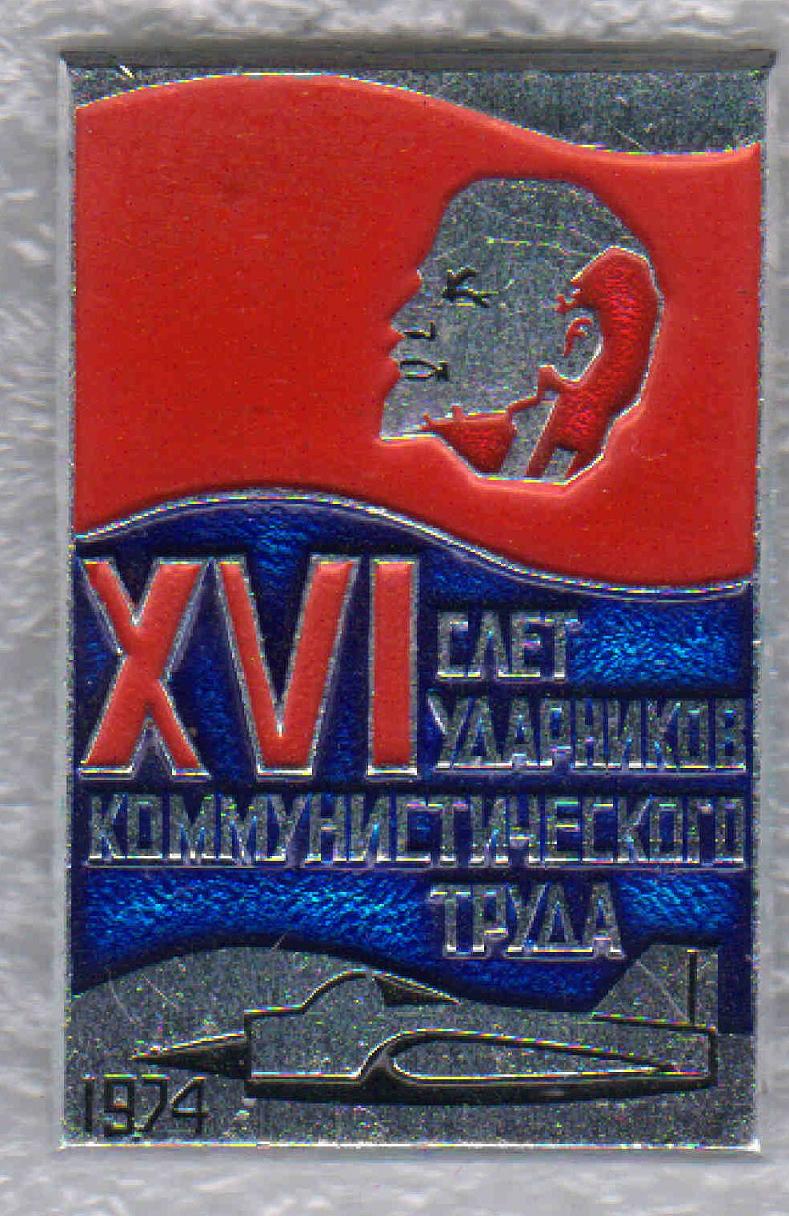 XVI
СЛЕТ
УДАРНИКОВ
КОММУНИСТИЧЕСКОГО
ТРУДА
1974